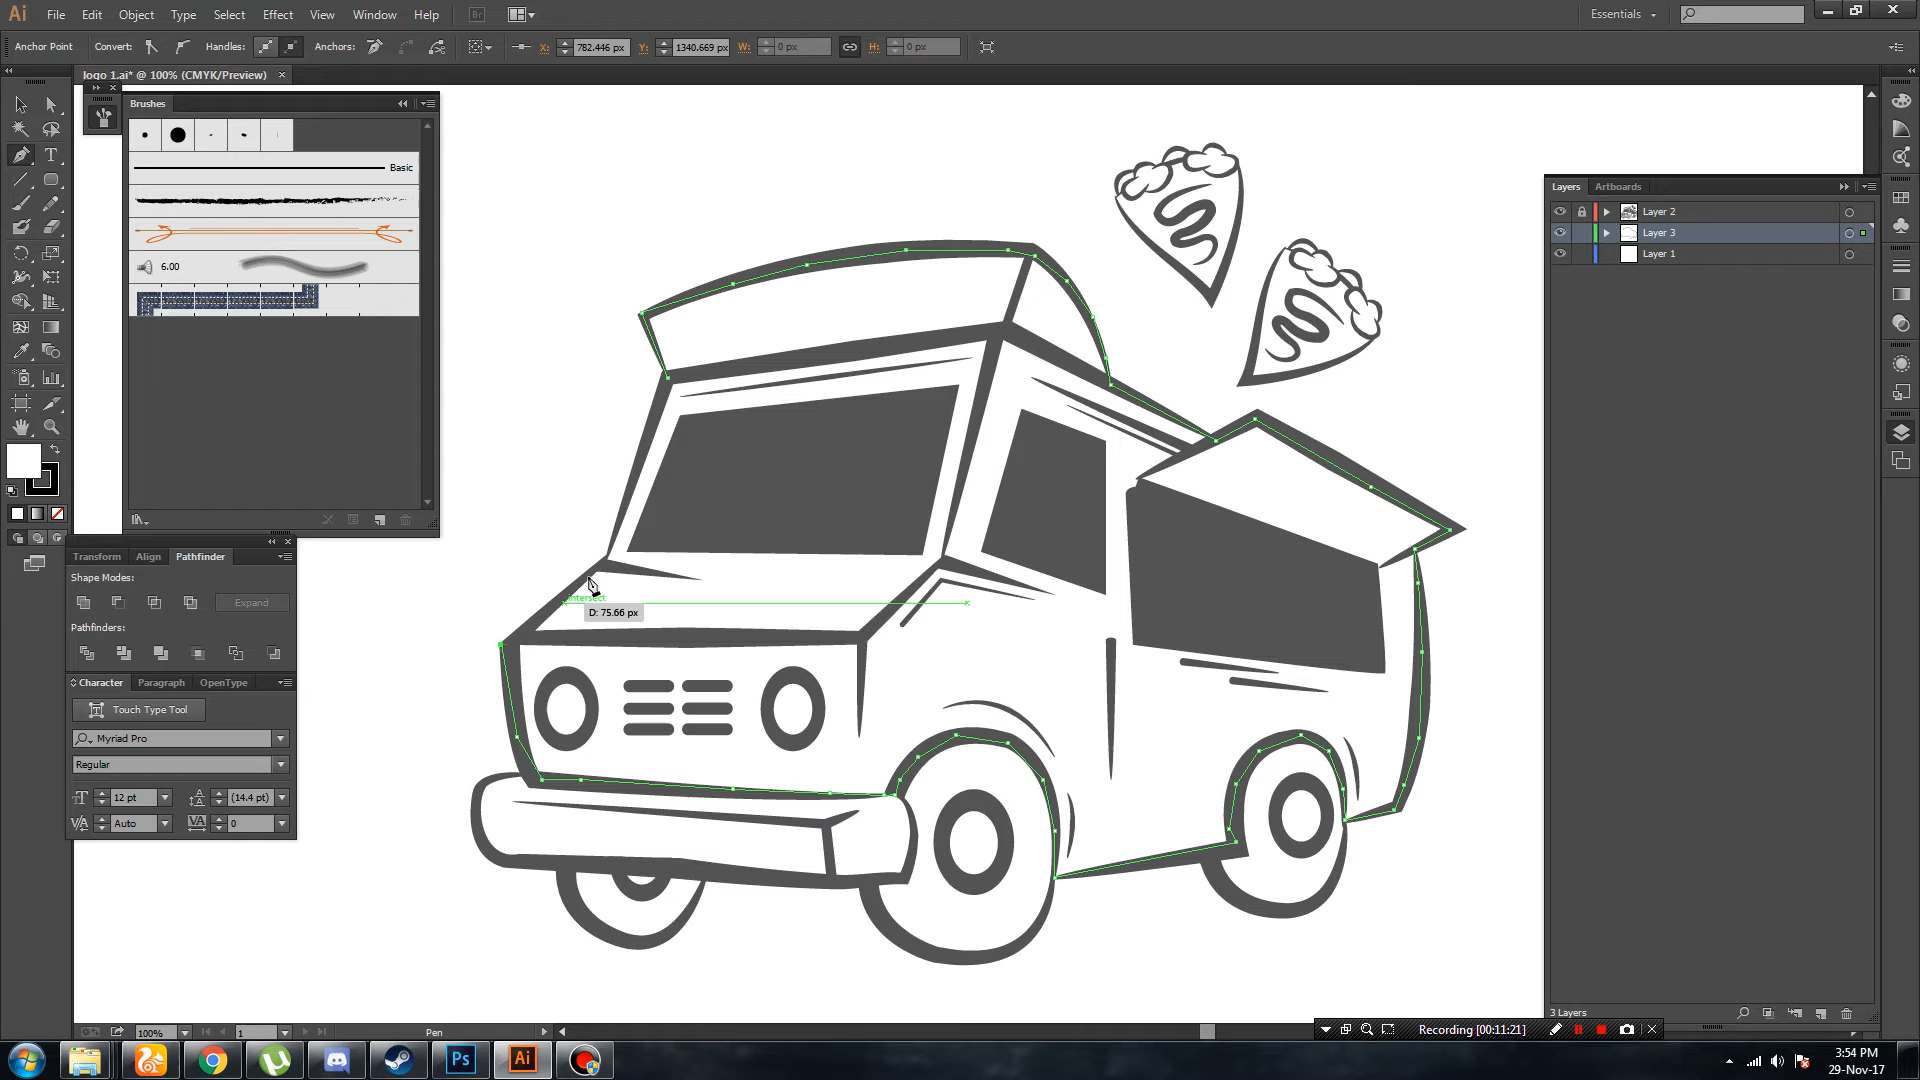 Ai File Edit Object Type Select Effect View Window Help Br Essentials
Anchor Point Convert: Handles: Anchors: X: 782.446 px Y: 1340.669 px W: 0 px H: 0 px
logo 1.ai* @ 100% (CMYK/Preview)
Brushes
Basic
6.00
Layers Artboards
Layer 2
Layer 3
Layer 1
Transform Align Pathfinder
Shape Modes:
Expand
Pathfinders:
intersect
D: 75.66 px
Character Paragraph OpenType
Touch Type Tool
Myriad Pro
Regular
12 pt (14.4 pt)
Auto 0
3 Layers
100% 1 Pen
Recording [00:11:21]
Ps Ai
3:54 PM
29-Nov-17